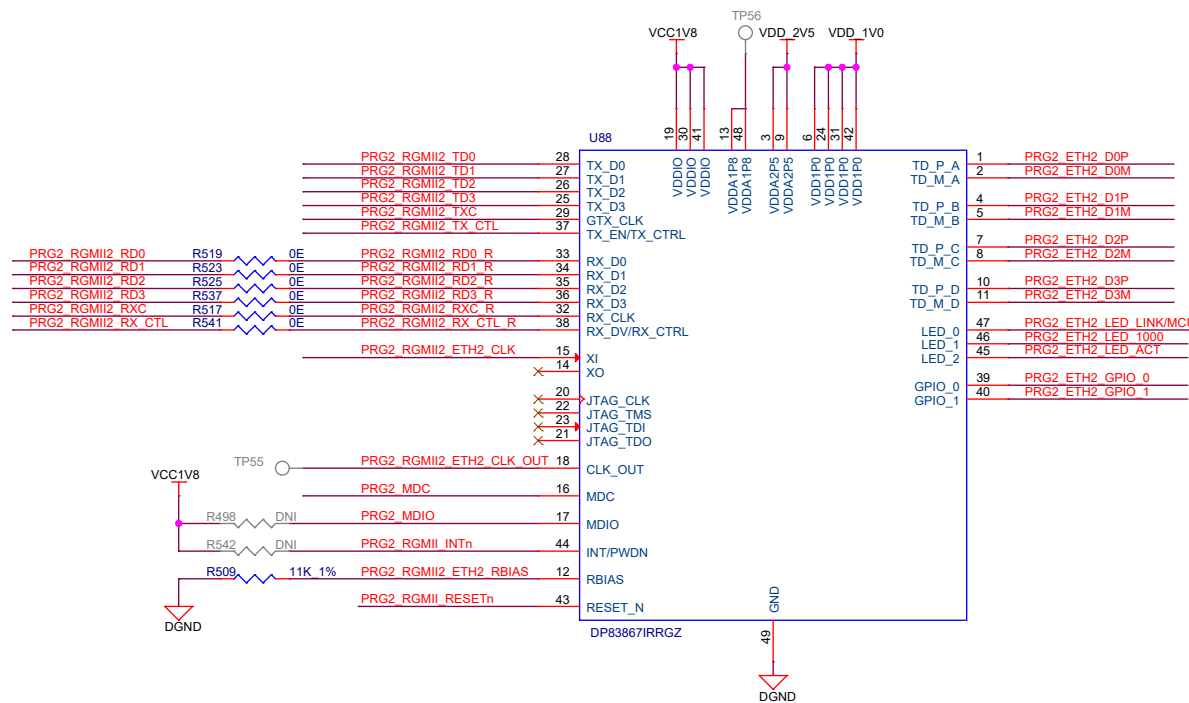 TP56
VCC1V8 VDD_2V5 VDD_1V0
19 30 41 13 48 3 9 6 24 31 42
U88
VDDIO VDDIO VDDIO VDDA1P8 VDDA1P8 VDDA2P5 VDDA2P5 VDD1P0 VDD1P0 VDD1P0 VDD1P0
PRG2_RGMII2_TD0 28 TX_D0 TD_P_A 1 PRG2_ETH2_D0P
PRG2_RGMII2_TD1 27 TX_D1 TD_M_A 2 PRG2_ETH2_D0M
PRG2_RGMII2_TD2 26 TX_D2
PRG2_RGMII2_TD3 25 TX_D3 TD_P_B 4 PRG2_ETH2_D1P
PRG2_RGMII2_TXC 29 GTX_CLK TD_M_B 5 PRG2_ETH2_D1M
PRG2_RGMII2_TX_CTL 37 TX_EN/TX_CTRL
TD_P_C 7 PRG2_ETH2_D2P
PRG2_RGMII2_RD0 R519 0E PRG2_RGMII2_RD0_R 33 RX_D0 TD_M_C 8 PRG2_ETH2_D2M
PRG2_RGMII2_RD1 R523 0E PRG2_RGMII2_RD1_R 34 RX_D1
PRG2_RGMII2_RD2 R525 0E PRG2_RGMII2_RD2_R 35 RX_D2 TD_P_D 10 PRG2_ETH2_D3P
PRG2_RGMII2_RD3 R537 0E PRG2_RGMII2_RD3_R 36 RX_D3 TD_M_D 11 PRG2_ETH2_D3M
PRG2_RGMII2_RXC R517 0E PRG2_RGMII2_RXC_R 32 RX_CLK
PRG2_RGMII2_RX_CTL R541 0E PRG2_RGMII2_RX_CTL_R 38 RX_DV/RX_CTRL LED_0 47 PRG2_ETH2_LED_LINK/MCU
LED_1 46 PRG2_ETH2_LED_1000
PRG2_RGMII2_ETH2_CLK 15 XI LED_2 45 PRG2_ETH2_LED_ACT
14 XO
GPIO_0 39 PRG2_ETH2_GPIO_0
20 JTAG_CLK GPIO_1 40 PRG2_ETH2_GPIO_1
22 JTAG_TMS
23 JTAG_TDI
21 JTAG_TDO
TP55 PRG2_RGMII2_ETH2_CLK_OUT 18 CLK_OUT
VCC1V8
PRG2_MDC 16 MDC
R498 DNI PRG2_MDIO 17 MDIO
R542 DNI PRG2_RGMII_INTn 44 INT/PWDN
R509 11K_1% PRG2_RGMII2_ETH2_RBIAS 12 RBIAS
PRG2_RGMII_RESETn 43 RESET_N
GND
DGND
DP83867IRRGZ
49
DGND